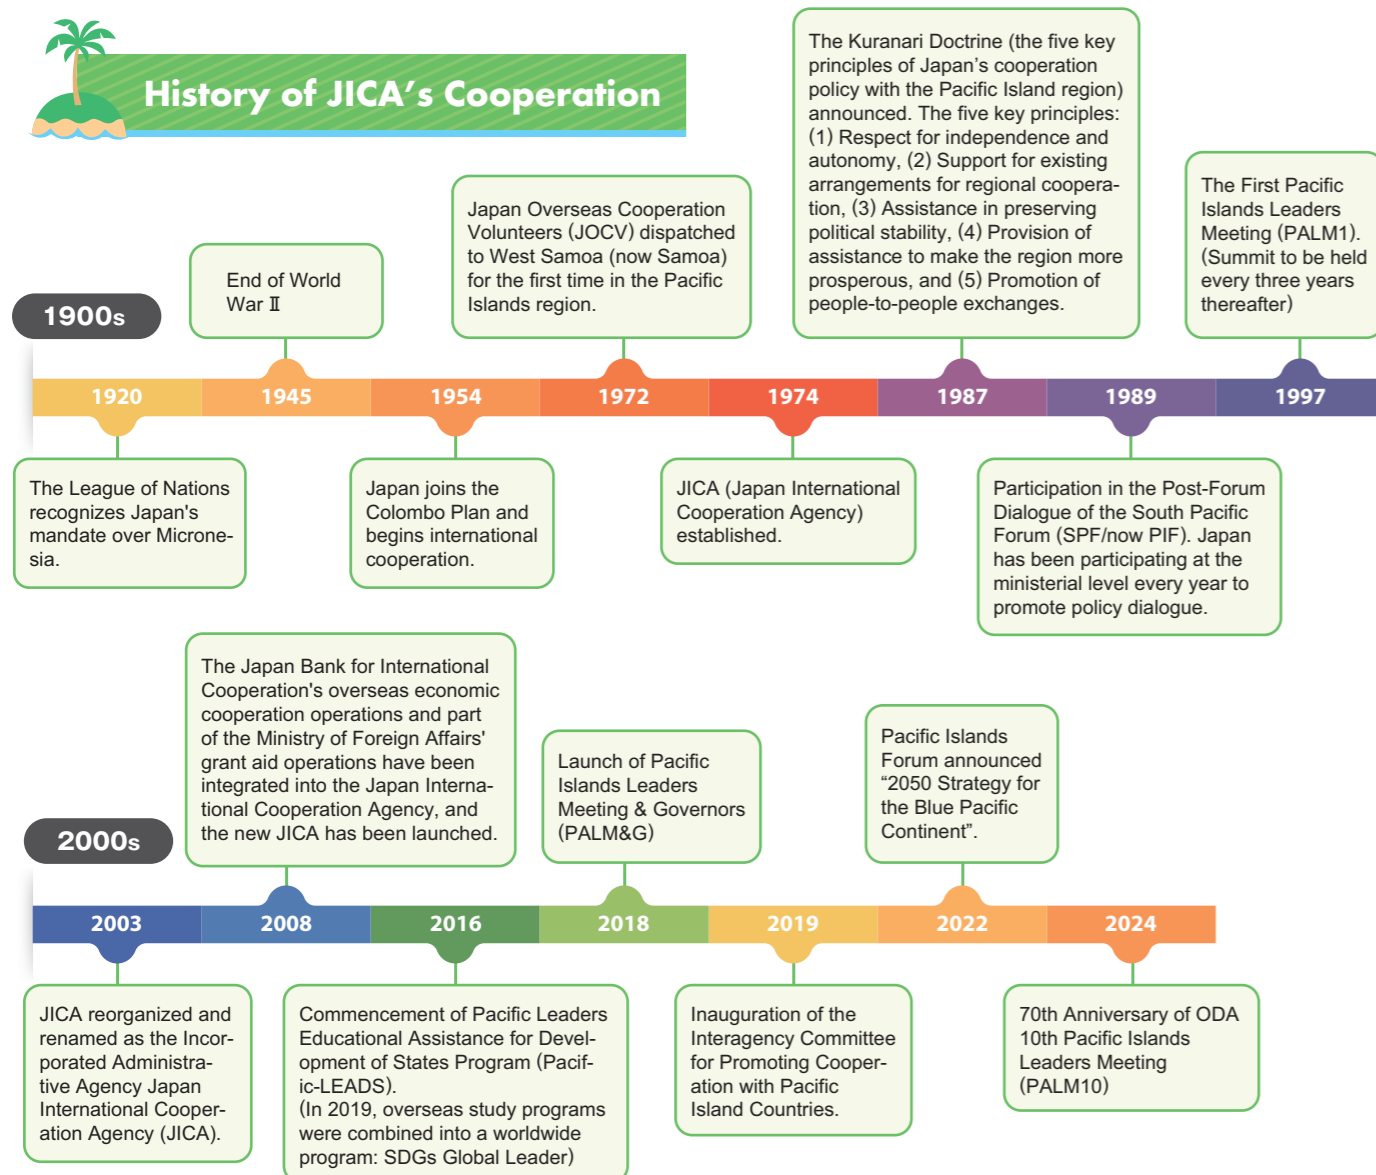 History of JICA's Cooperation
1900s
1920
The League of Nations
recognizes Japan's
mandate over Microne-
sia.
1945
End of World
War Ⅱ
1954
Japan joins the
Colombo Plan and
begins international
cooperation.
1972
Japan Overseas Cooperation
Volunteers (JOCV) dispatched
to West Samoa (now Samoa)
for the first time in the Pacific
Islands region.
1974
JICA (Japan International
Cooperation Agency)
established.
1987
The Kuranari Doctrine (the five key
principles of Japan's cooperation
policy with the Pacific Island region)
announced. The five key principles:
(1) Respect for independence and
autonomy, (2) Support for existing
arrangements for regional coopera-
tion, (3) Assistance in preserving
political stability, (4) Provision of
assistance to make the region more
prosperous, and (5) Promotion of
people-to-people exchanges.
1989
Participation in the Post-Forum
Dialogue of the South Pacific
Forum (SPF/now PIF). Japan
has been participating at the
ministerial level every year to
promote policy dialogue.
1997
The First Pacific
Islands Leaders
Meeting (PALM1).
(Summit to be held
every three years
thereafter)
2000s
2003
JICA reorganized and
renamed as the Incor-
porated Administra-
tive Agency Japan
International Cooper-
ation Agency (JICA).
2008
The Japan Bank for International
Cooperation's overseas economic
cooperation operations and part
of the Ministry of Foreign Affairs'
grant aid operations have been
integrated into the Japan Interna-
tional Cooperation Agency, and
the new JICA has been launched.
2016
Commencement of Pacific Leaders
Educational Assistance for Devel-
opment of States Program (Pacif-
ic-LEADS).
(In 2019, overseas study programs
were combined into a worldwide
program: SDGs Global Leader)
2018
Launch of Pacific
Islands Leaders
Meeting & Governors
(PALM&G)
2019
Inauguration of the
Interagency Committee
for Promoting Cooper-
ation with Pacific
Island Countries.
2022
Pacific Islands
Forum announced
“2050 Strategy for
the Blue Pacific
Continent”.
2024
70th Anniversary of ODA
10th Pacific Islands
Leaders Meeting
(PALM10)